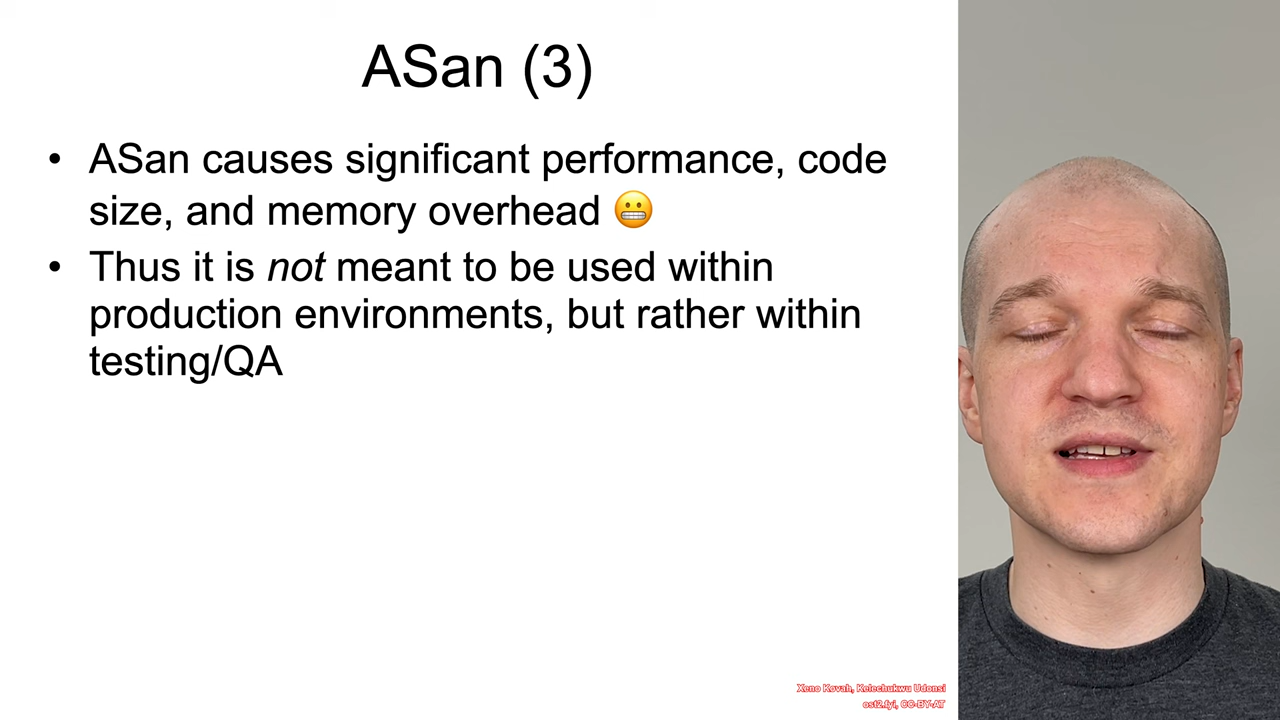 ASan (3)
• ASan causes significant performance, code
size, and memory overhead 😬
• Thus it is not meant to be used within
production environments, but rather within
testing/QA
Xeno Kovah, Kelechukwu Udonsi
ost2.fyi, CC-BY-AT